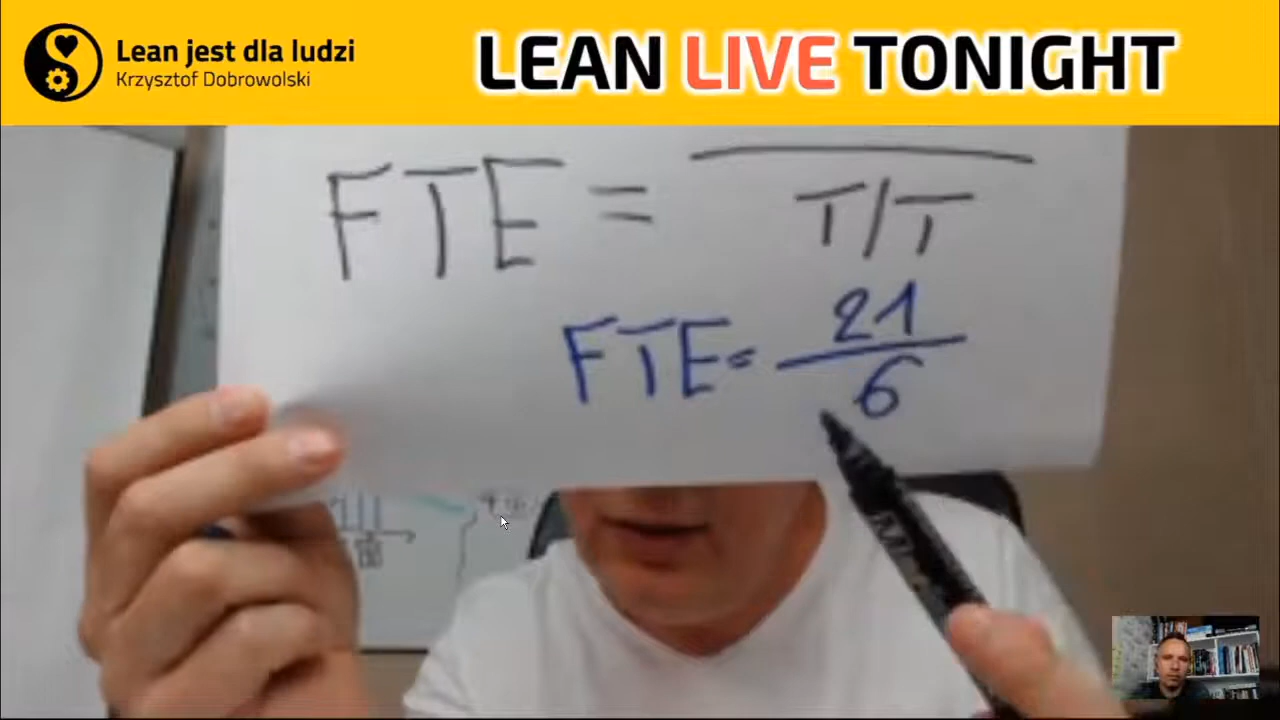 Lean jest dla ludzi
Krzysztof Dobrowolski
LEAN LIVE TONIGHT
FTE =
T/T
FTE = 21
6